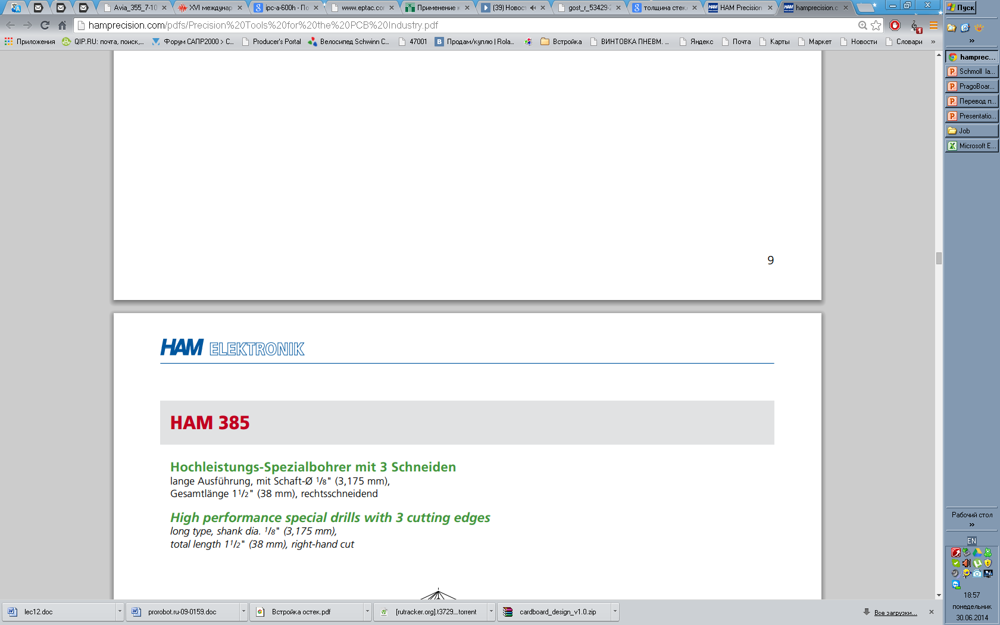 Avia_355_7-10
XVI междунар
ipc-a-600h - По
www.eptac.co
Применение к
(39) Новост
gost_r_53429-2
толщина стек
HAM Precision
hamprecision.c
Пуск
hamprecision.com/pdfs/Precision%20Tools%20for%20the%20PCB%20Industry.pdf
Приложения
QIP.RU: почта, поиск,...
Форум САПР2000 > С...
Producer's Portal
Велосипед Schwinn C...
47001
Продам/куплю | Rola...
Встройка
ВИНТОВКА ПНЕВМ. ...
Яндекс
Почта
Карты
Маркет
Новости
Словари
»
»
hamprec...
Schmoll la...
PragoBoar...
Перевод п...
Presentatio...
Job
Microsoft E...
9
HAM ELEKTRONIK
HAM 385
Hochleistungs-Spezialbohrer mit 3 Schneiden
lange Ausführung, mit Schaft-Ø 1/8" (3,175 mm),
Gesamtlänge 1 1/2" (38 mm), rechtsschneidend
High performance special drills with 3 cutting edges
long type, shank dia. 1/8" (3,175 mm),
total length 1 1/2" (38 mm), right-hand cut
Рабочий стол
»
EN
18:57
понедельник
30.06.2014
lec12.doc
prorobot.ru-09-0159.doc
Встройка остек.pdf
[rutracker.org].t3729....torrent
cardboard_design_v1.0.zip
Все загрузки...